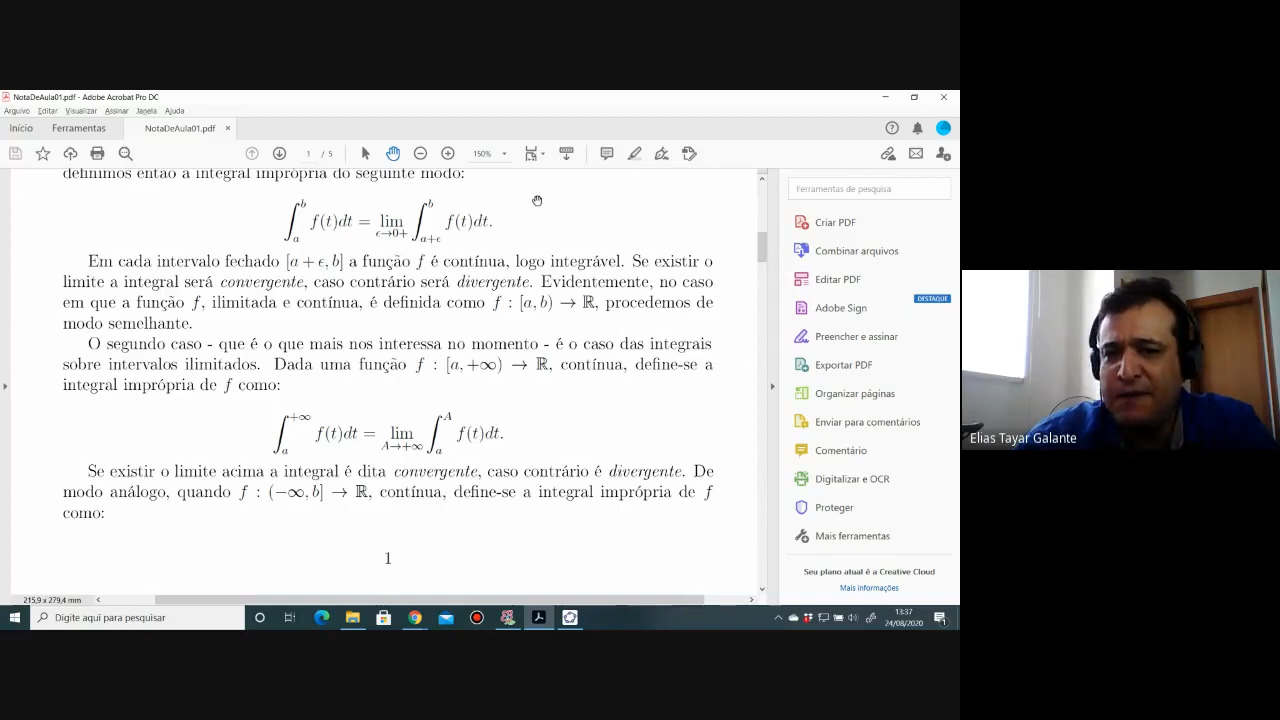 NotaDeAula01.pdf - Adobe Acrobat Pro DC
Arquivo Editar Visualizar Assinar Janela Ajuda
Início Ferramentas NotaDeAula01.pdf ×
1 / 5 150%
definimos então a integral imprópria do seguinte modo:
∫_a^b f(t)dt = lim_{ϵ→0+} ∫_{a+ϵ}^b f(t)dt.
Em cada intervalo fechado [a + ϵ, b] a função f é contínua, logo integrável. Se existir o
limite a integral será convergente, caso contrário será divergente. Evidentemente, no caso
em que a função f, ilimitada e contínua, é definida como f : [a, b) → ℝ, procedemos de
modo semelhante.
O segundo caso - que é o que mais nos interessa no momento - é o caso das integrais
sobre intervalos ilimitados. Dada uma função f : [a, +∞) → ℝ, contínua, define-se a
integral imprópria de f como:
∫_a^{+∞} f(t)dt = lim_{A→+∞} ∫_a^A f(t)dt.
Se existir o limite acima a integral é dita convergente, caso contrário é divergente. De
modo análogo, quando f : (−∞, b] → ℝ, contínua, define-se a integral imprópria de f
como:
1
215,9 x 279,4 mm
Ferramentas de pesquisa
Criar PDF
Combinar arquivos
Editar PDF
DESTAQUE
Adobe Sign
Preencher e assinar
Exportar PDF
Organizar páginas
Enviar para comentários
Comentário
Digitalizar e OCR
Proteger
Mais ferramentas
Seu plano atual é a Creative Cloud
Mais informações
Digite aqui para pesquisar
13:37
24/08/2020
Elias Tayar Galante